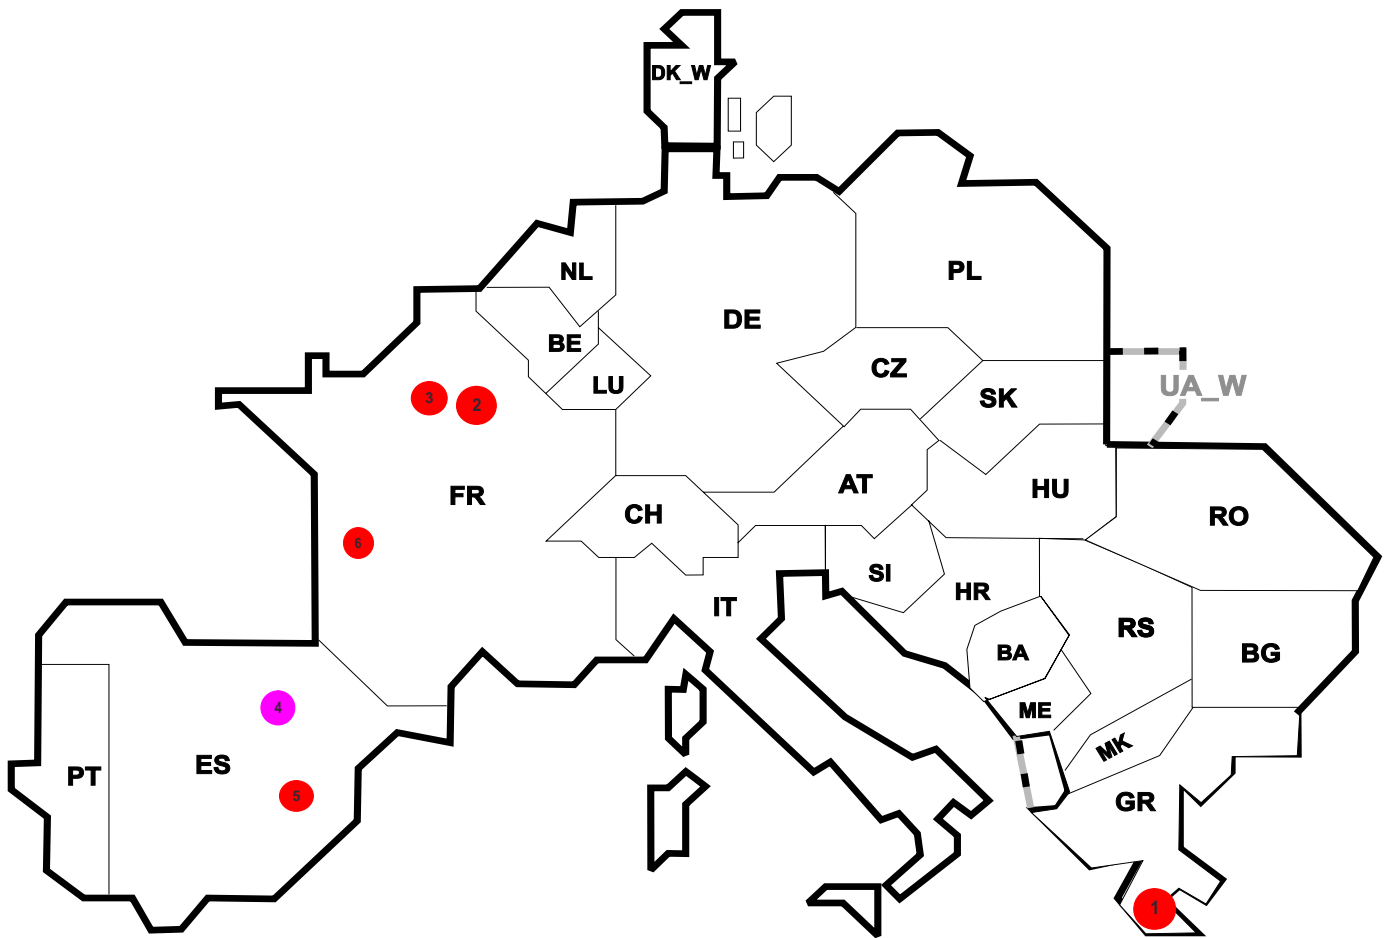 DK_W
NL
PL
DE
BE
CZ
LU
UA_W
SK
3
2
AT
HU
FR
CH
RO
6
SI
HR
IT
RS
BA
BG
4
ME
MK
ES
PT
5
GR
1